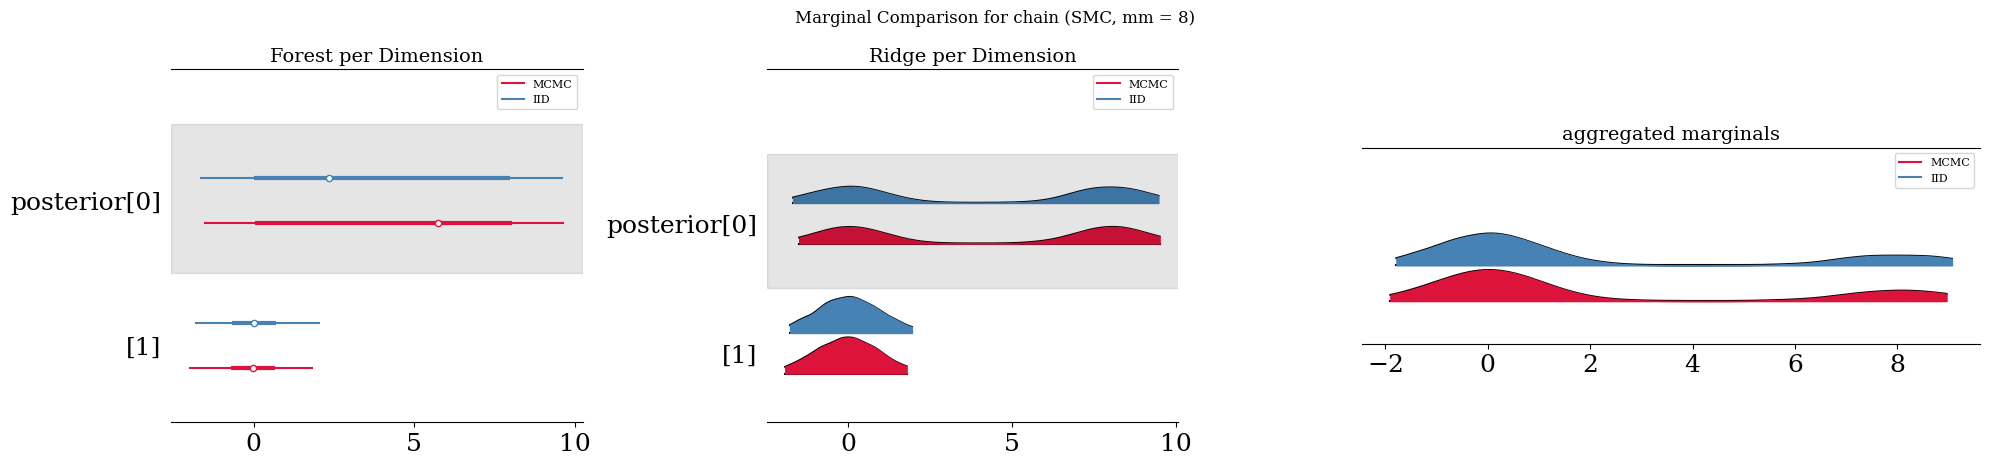 Marginal Comparison for chain (SMC, mm = 8)
Forest per Dimension
MCMC
IID
posterior[0]
[1]
0 5 10
Ridge per Dimension
MCMC
IID
posterior[0]
[1]
0 5 10
aggregated marginals
MCMC
IID
−2 0 2 4 6 8